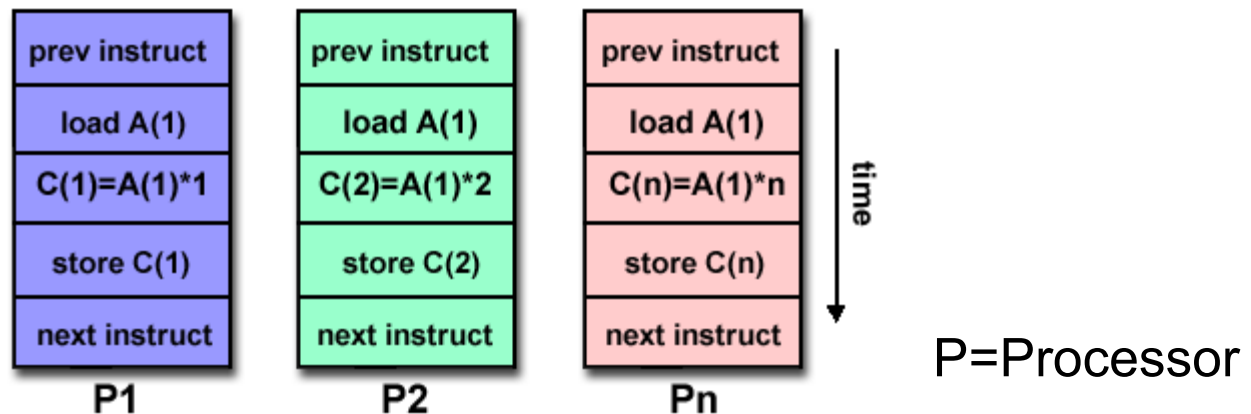 prev instruct
load A(1)
C(1)=A(1)*1
store C(1)
next instruct
P1
prev instruct
load A(1)
C(2)=A(1)*2
store C(2)
next instruct
P2
prev instruct
load A(1)
C(n)=A(1)*n
store C(n)
next instruct
Pn
time
P=Processor